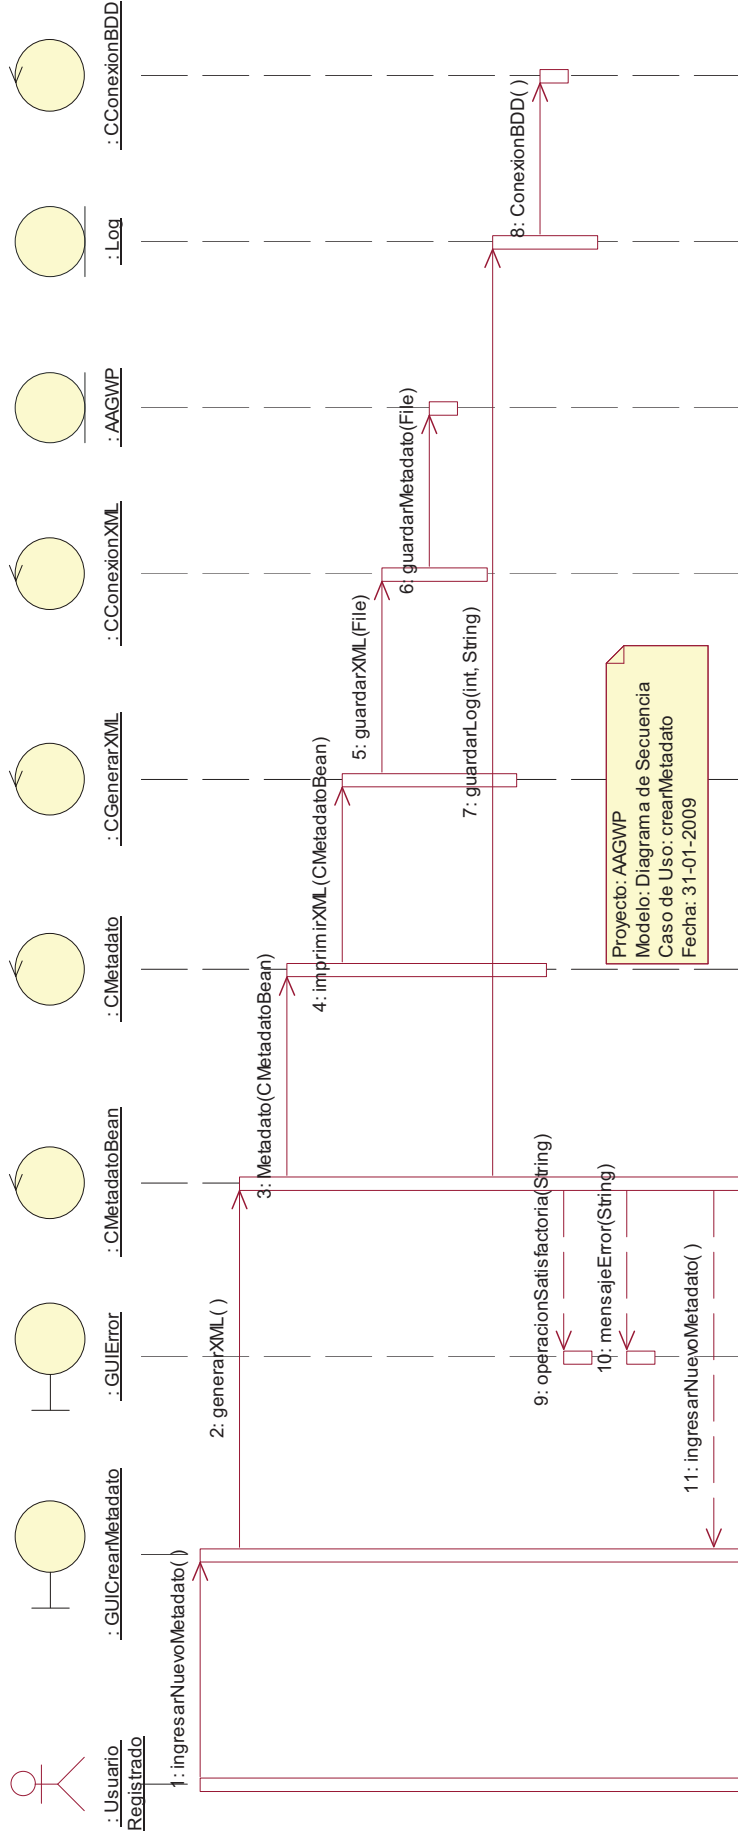 : Usuario
Registrado
: GUICrearMetadato
: GUIError
: CMetadatoBean
: CMetadato
: CGenerarXML
: CConexionXML
: AAGWP
: Log
: CConexionBDD
1: ingresarNuevoMetadato( )
2: generarXML( )
3: Metadato(CMetadatoBean)
4: imprimirXML(CMetadatoBean)
5: guardarXML(File)
6: guardarMetadato(File)
7: guardarLog(int, String)
8: ConexionBDD( )
9: operacionSatisfactoria(String)
10: mensajeError(String)
11: ingresarNuevoMetadato( )
Proyecto: AAGWP
Modelo: Diagrama de Secuencia
Caso de Uso: crearMetadato
Fecha: 31-01-2009